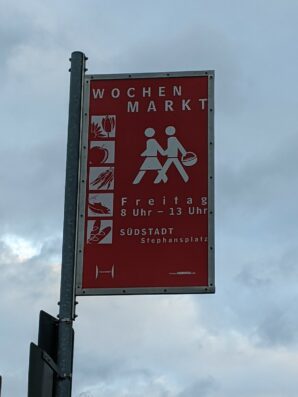 WOCHEN
MARKT
Freitag
8 Uhr – 13 Uhr
SÜDSTADT
Stephansplatz